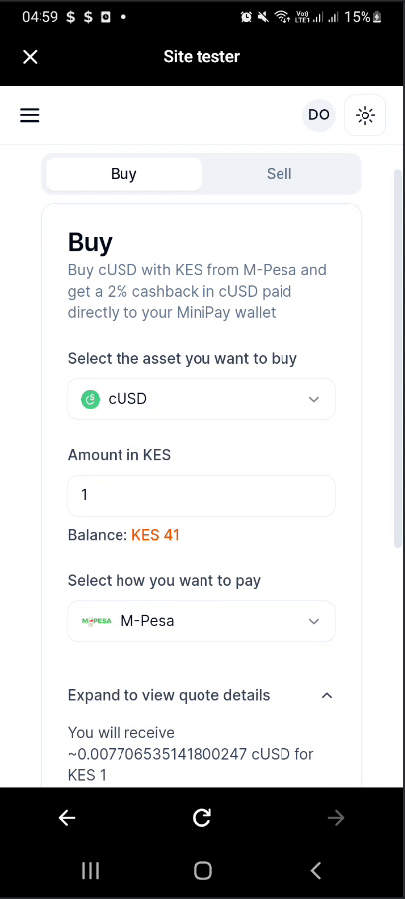 04:59 $ $ 15%
Site tester
DO
Buy Sell
Buy
Buy cUSD with KES from M-Pesa and
get a 2% cashback in cUSD paid
directly to your MiniPay wallet
Select the asset you want to buy
cUSD
Amount in KES
1
Balance: KES 41
Select how you want to pay
M-PESA M-Pesa
Expand to view quote details
You will receive
~0.007706535141800247 cUSD for
KES 1